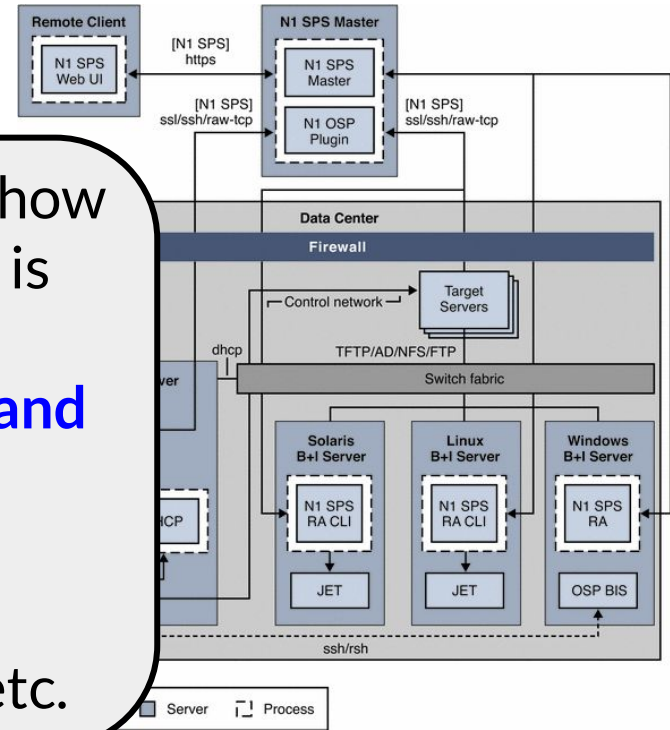 Remote Client
N1 SPS
Web UI
[N1 SPS]
https
N1 SPS Master
N1 SPS
Master
N1 OSP
Plugin
[N1 SPS]
ssl/ssh/raw-tcp
[N1 SPS]
ssl/ssh/raw-tcp
how
is
and
etc.
Data Center
Firewall
Control network
Target
Servers
dhcp
TFTP/AD/NFS/FTP
Switch fabric
Solaris
B+I Server
N1 SPS
RA CLI
JET
Linux
B+I Server
N1 SPS
RA CLI
JET
Windows
B+I Server
N1 SPS
RA
OSP BIS
ssh/rsh
Server
Process